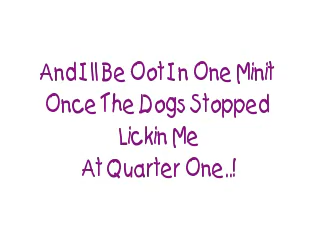 And I ll Be Oot In One Minit
Once The Dogs Stopped
Lickin Me
At Quarter One..!